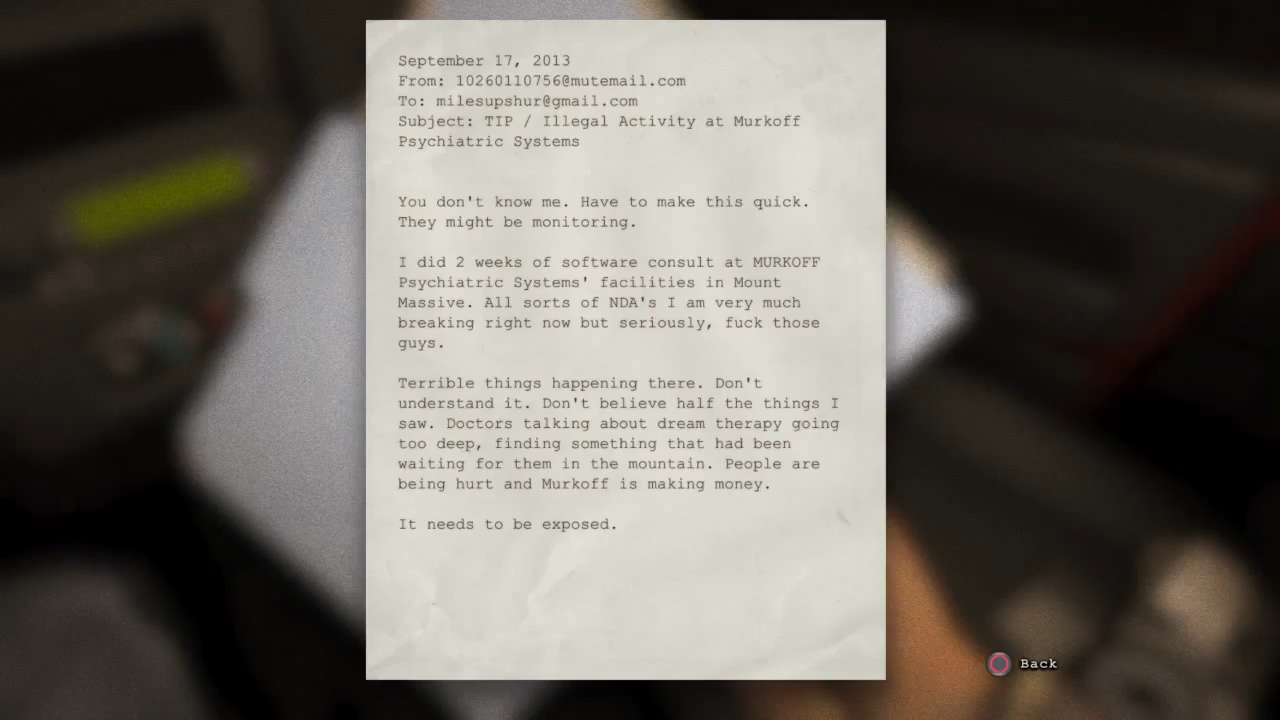 September 17, 2013
From: 10260110756@mutemail.com
To: milesupshur@gmail.com
Subject: TIP / Illegal Activity at Murkoff
Psychiatric Systems
You don't know me. Have to make this quick.
They might be monitoring.
I did 2 weeks of software consult at MURKOFF
Psychiatric Systems' facilities in Mount
Massive. All sorts of NDA's I am very much
breaking right now but seriously, fuck those
guys.
Terrible things happening there. Don't
understand it. Don't believe half the things I
saw. Doctors talking about dream therapy going
too deep, finding something that had been
waiting for them in the mountain. People are
being hurt and Murkoff is making money.
It needs to be exposed.
Back